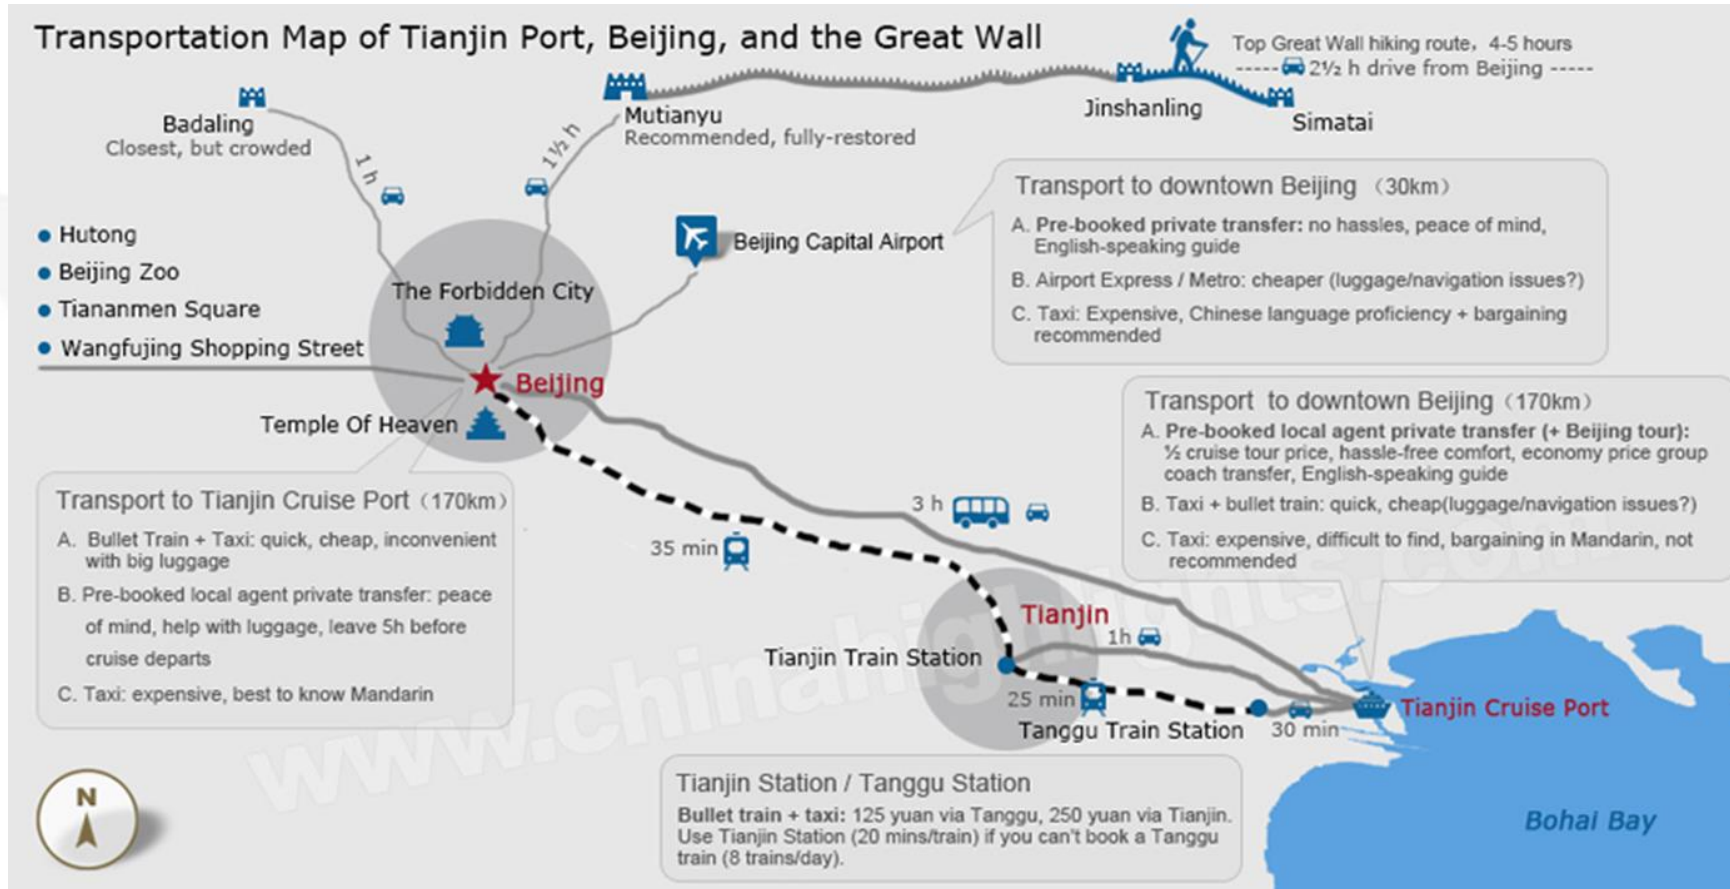 Transportation Map of Tianjin Port, Beijing, and the Great Wall
Top Great Wall hiking route, 4-5 hours
----- 2½ h drive from Beijing -----
Badaling
Closest, but crowded
1 h
Mutianyu
Recommended, fully-restored
1½ h
Jinshanling
Simatai
Hutong
Beijing Zoo
Tiananmen Square
Wangfujing Shopping Street
Beijing Capital Airport
The Forbidden City
Beijing
Temple Of Heaven
Transport to downtown Beijing （30km）
A. Pre-booked private transfer: no hassles, peace of mind,
English-speaking guide
B. Airport Express / Metro: cheaper (luggage/navigation issues?)
C. Taxi: Expensive, Chinese language proficiency + bargaining
recommended
Transport to downtown Beijing（170km）
A. Pre-booked local agent private transfer (+ Beijing tour):
½ cruise tour price, hassle-free comfort, economy price group
coach transfer, English-speaking guide
B. Taxi + bullet train: quick, cheap(luggage/navigation issues?)
C. Taxi: expensive, difficult to find, bargaining in Mandarin, not
recommended
Transport to Tianjin Cruise Port（170km）
A. Bullet Train + Taxi: quick, cheap, inconvenient
with big luggage
B. Pre-booked local agent private transfer: peace
of mind, help with luggage, leave 5h before
cruise departs
C. Taxi: expensive, best to know Mandarin
3 h
35 min
Tianjin
1h
Tianjin Train Station
25 min
Tanggu Train Station
30 min
Tianjin Cruise Port
Tianjin Station / Tanggu Station
Bullet train + taxi: 125 yuan via Tanggu, 250 yuan via Tianjin.
Use Tianjin Station (20 mins/train) if you can't book a Tanggu
train (8 trains/day).
Bohai Bay
N
www.chinahighlights.com